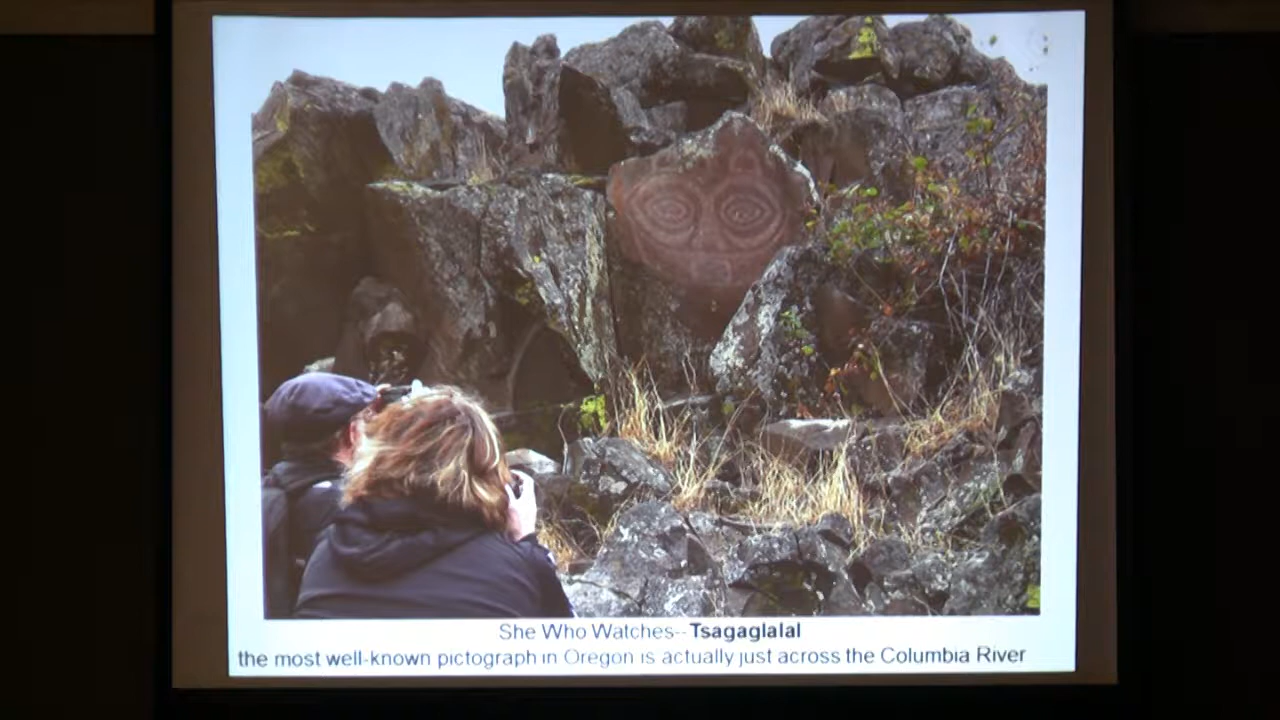 She Who Watches--Tsagaglalal
the most well-known pictograph in Oregon is actually just across the Columbia River